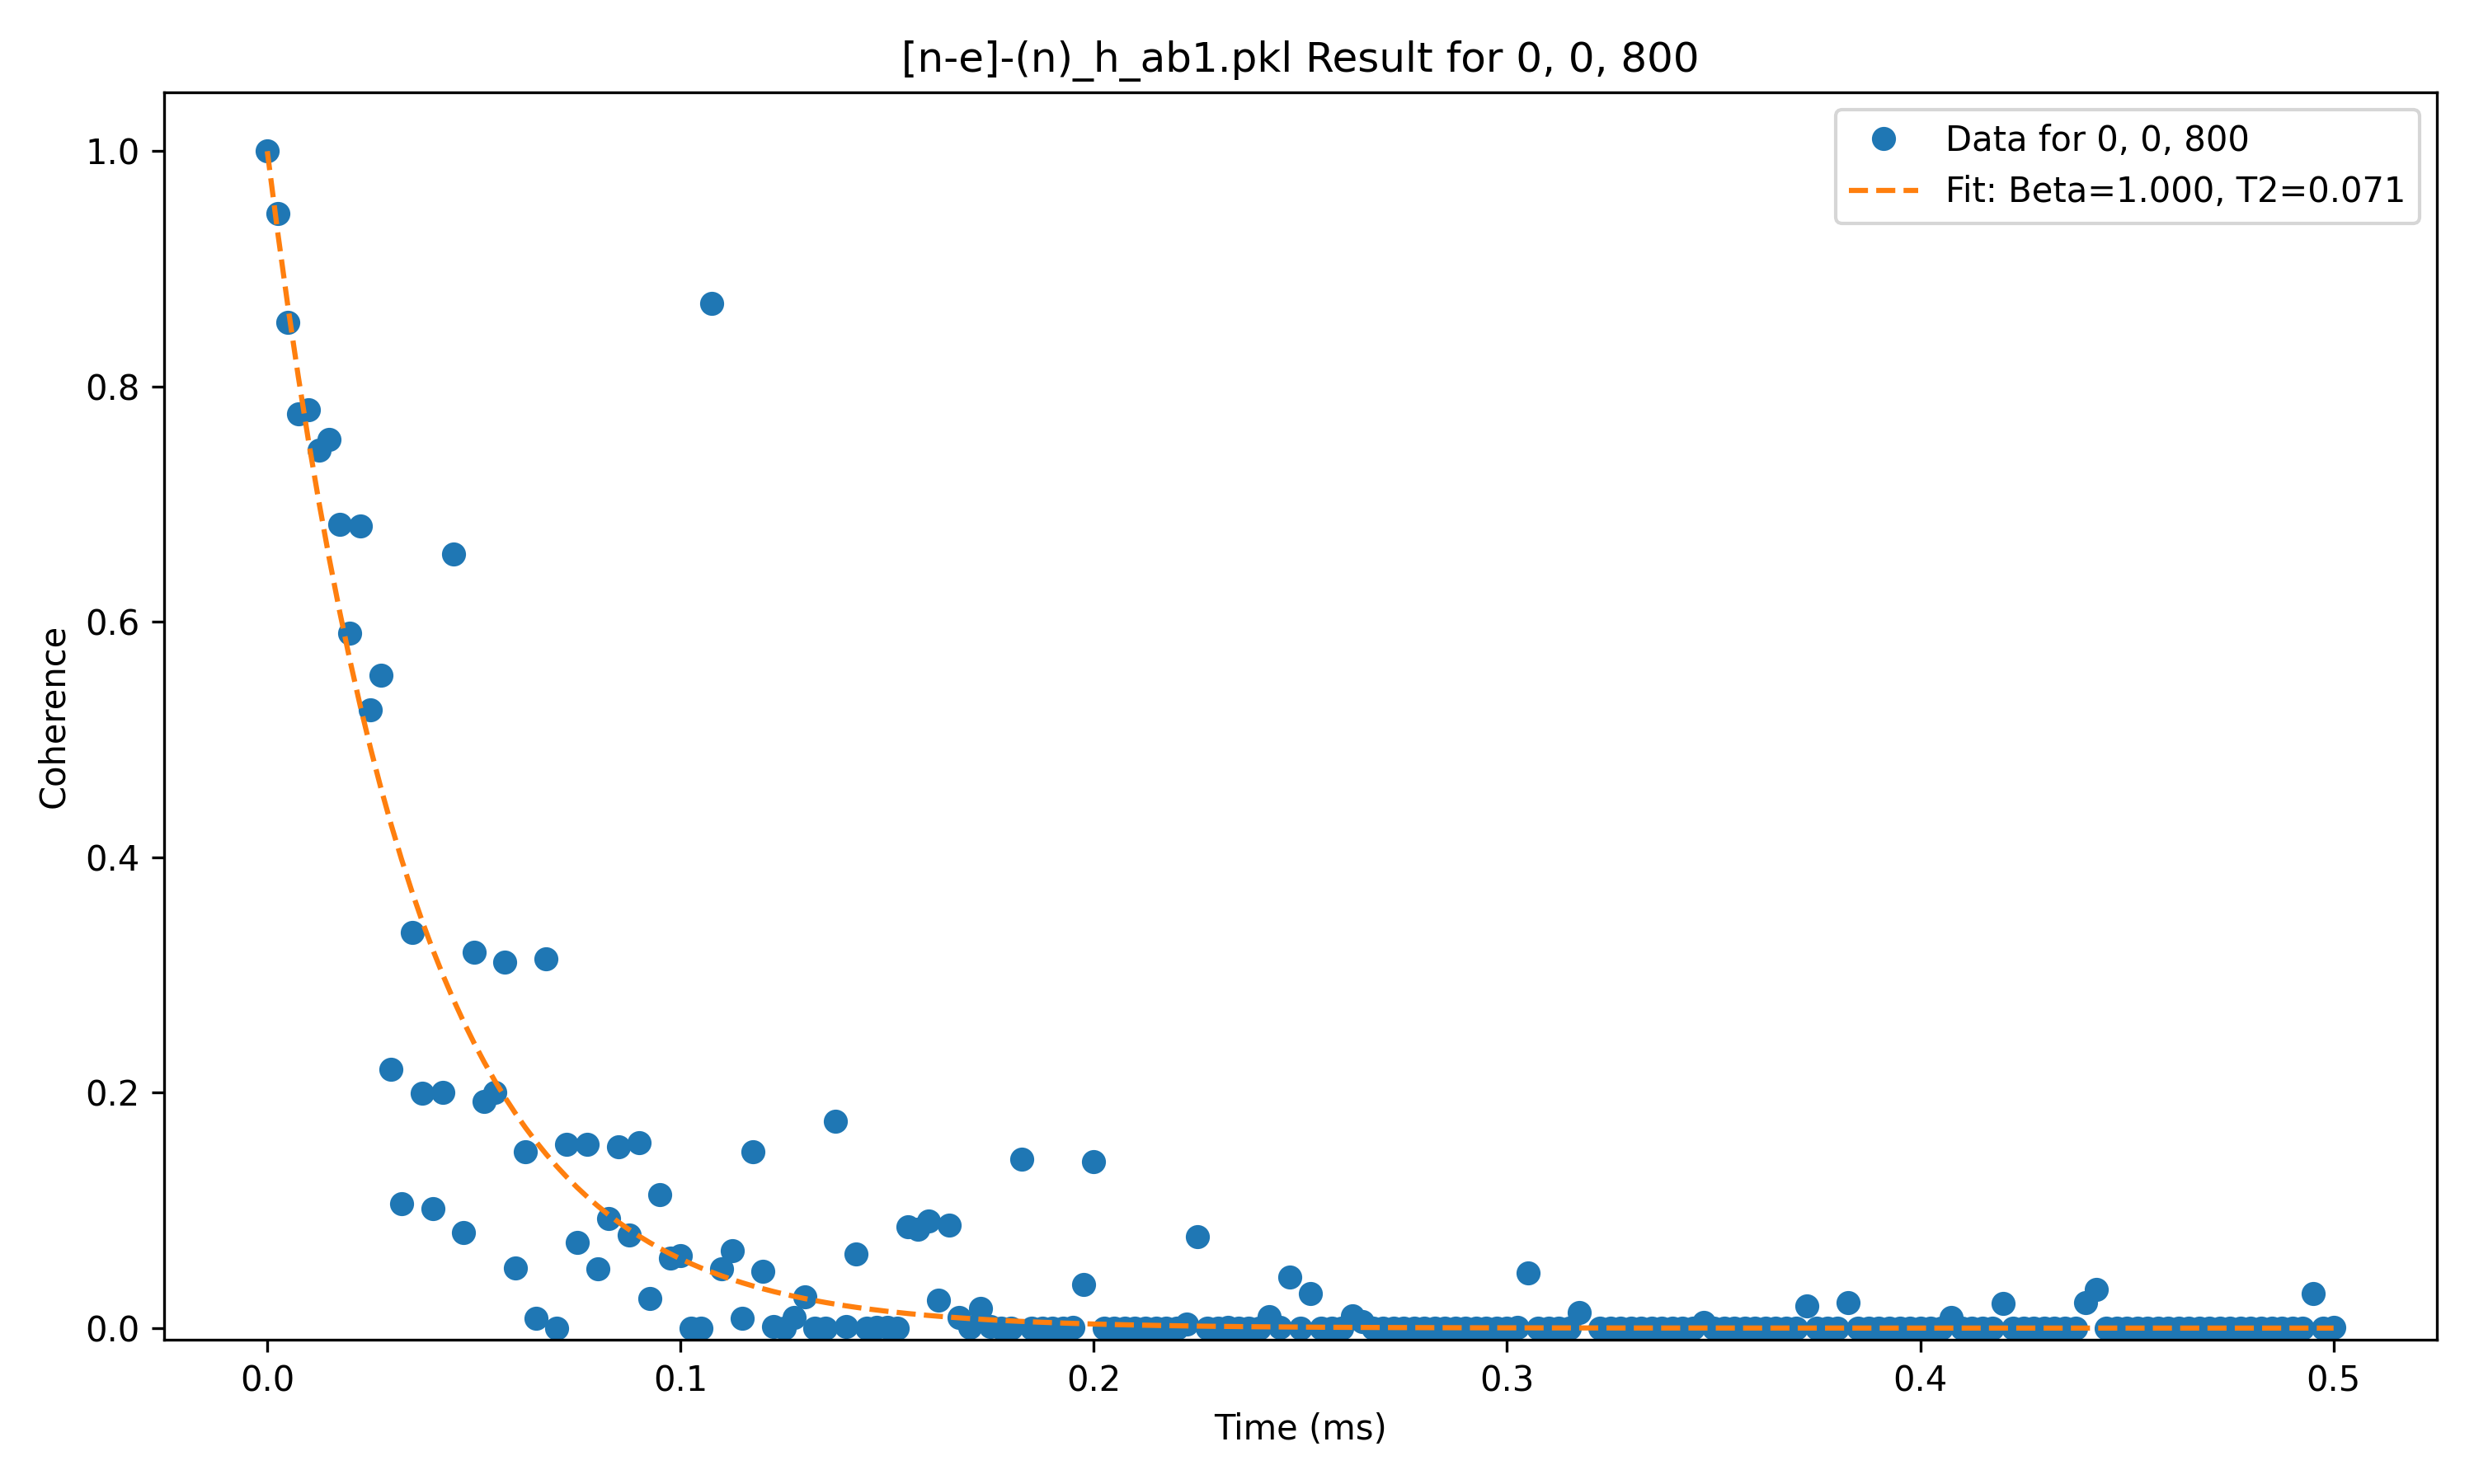 [n-e]-(n)_h_ab1.pkl Result for 0, 0, 800
Data for 0, 0, 800
Fit: Beta=1.000, T2=0.071
Coherence
1.0
0.8
0.6
0.4
0.2
0.0
0.0 0.1 0.2 0.3 0.4 0.5
Time (ms)